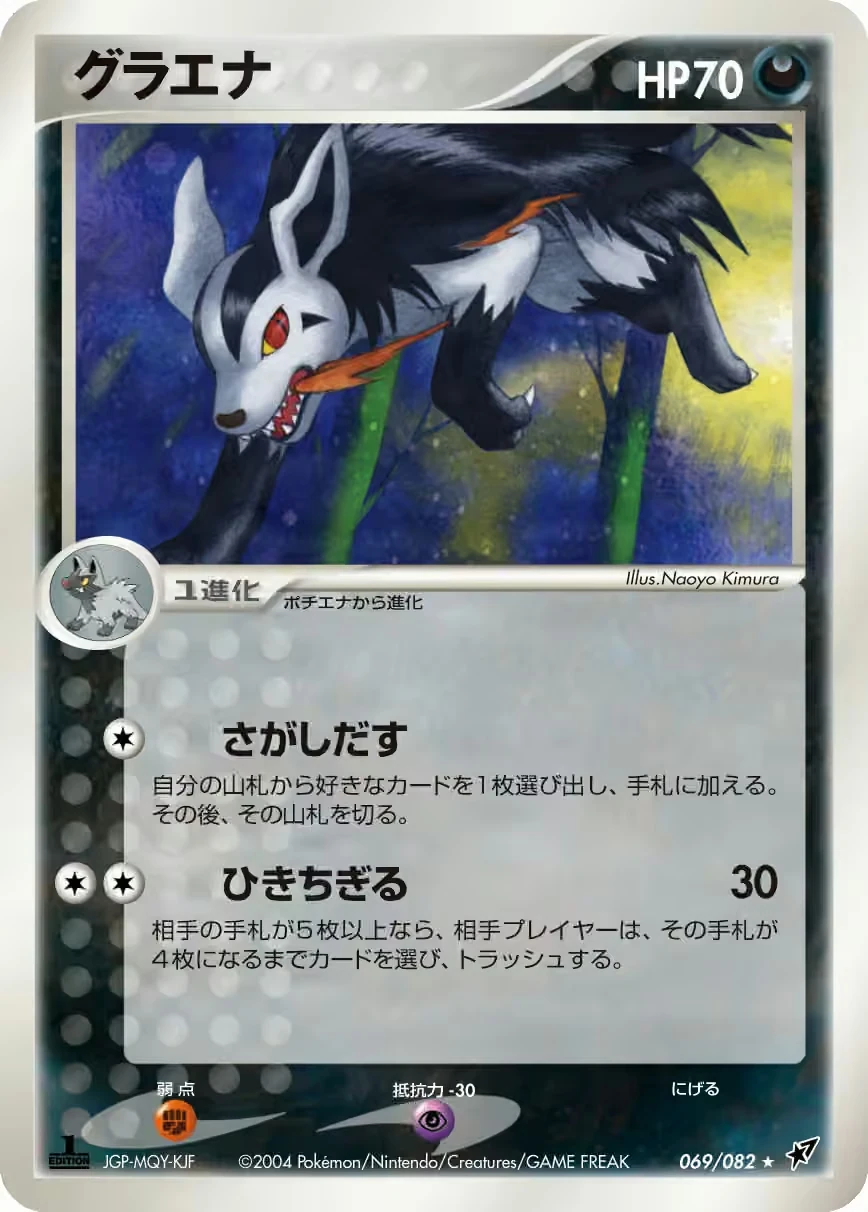 グラエナ
HP70
Illus.Naoyo Kimura
1進化
ポチエナから進化
さがしだす
自分の山札から好きなカードを1枚選び出し、手札に加える。
その後、その山札を切る。
ひきちぎる 30
相手の手札が5枚以上なら、相手プレイヤーは、その手札が
4枚になるまでカードを選び、トラッシュする。
弱点 抵抗力 -30 にげる
1 EDITION JGP-MQY-KJF ©2004 Pokémon/Nintendo/Creatures/GAME FREAK 069/082 ★